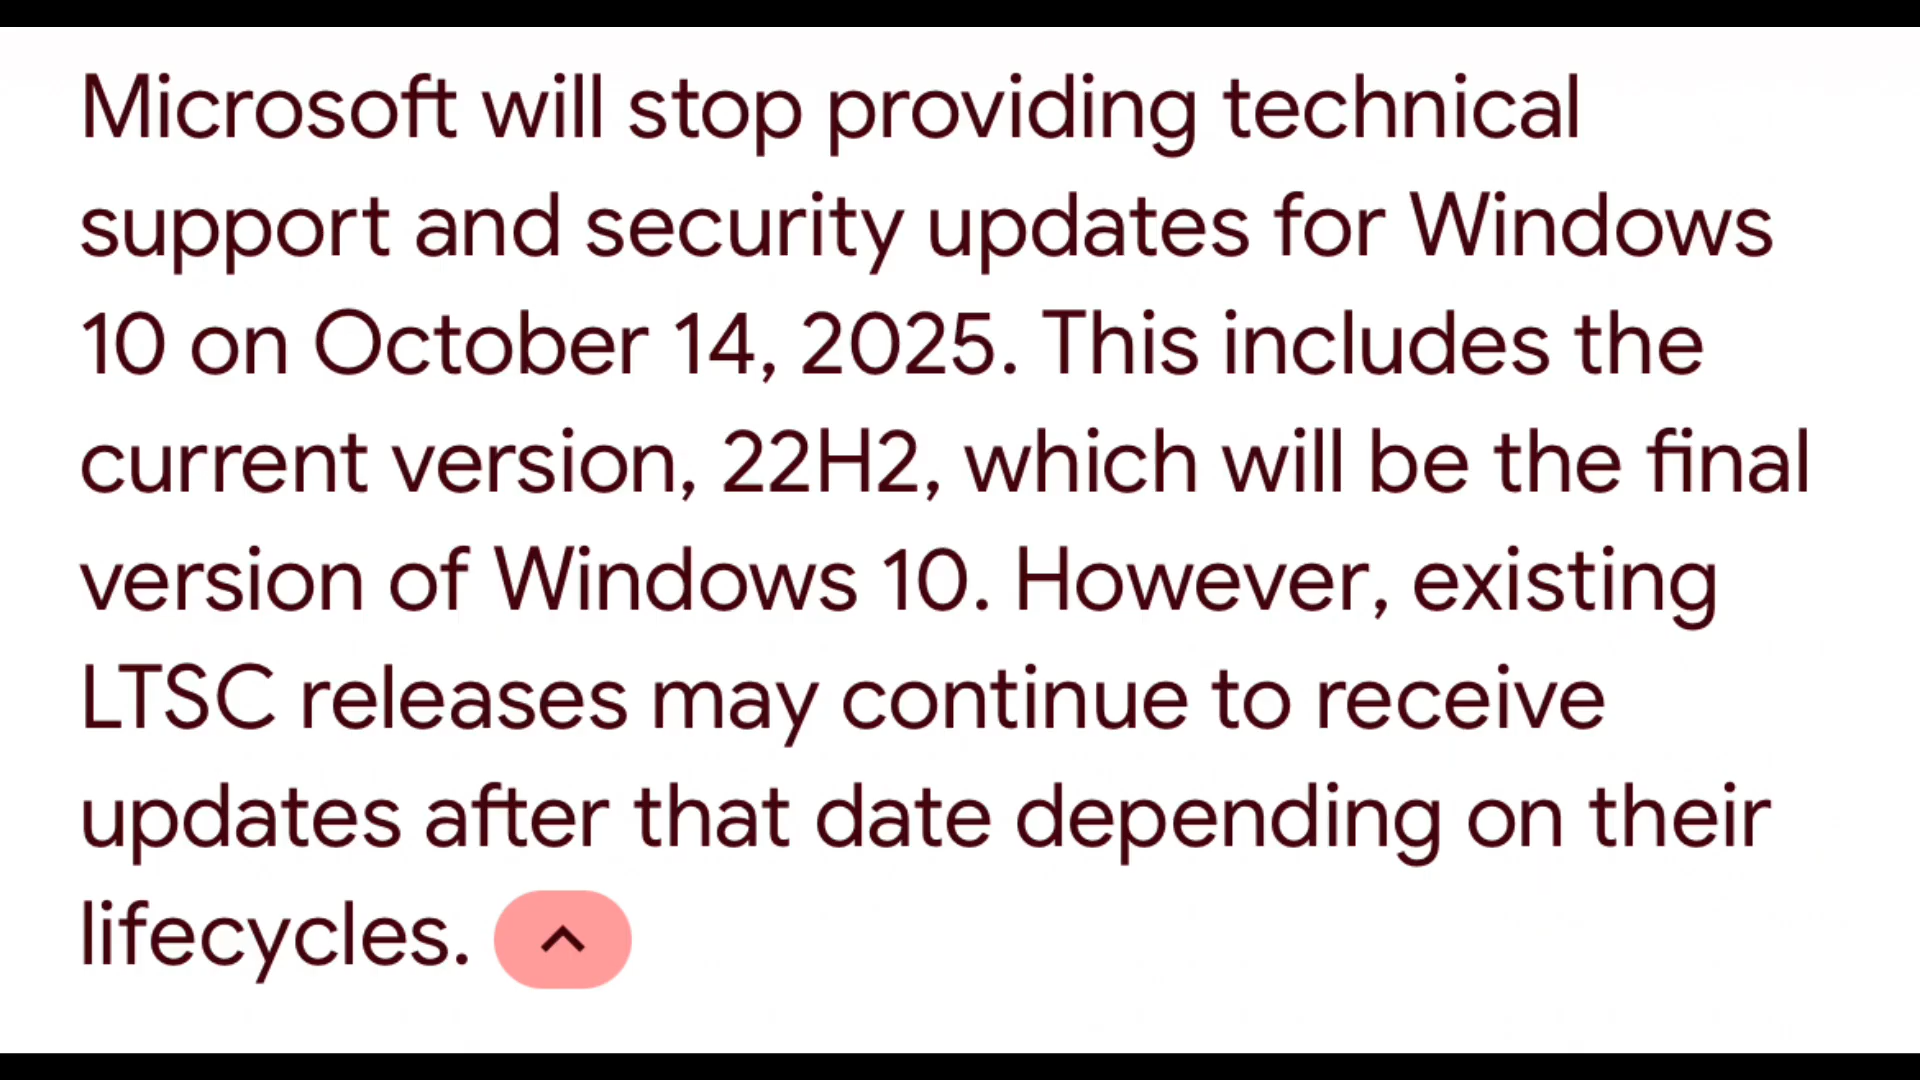 Microsoft will stop providing technical
support and security updates for Windows
10 on October 14, 2025. This includes the
current version, 22H2, which will be the final
version of Windows 10. However, existing
LTSC releases may continue to receive
updates after that date depending on their
lifecycles.